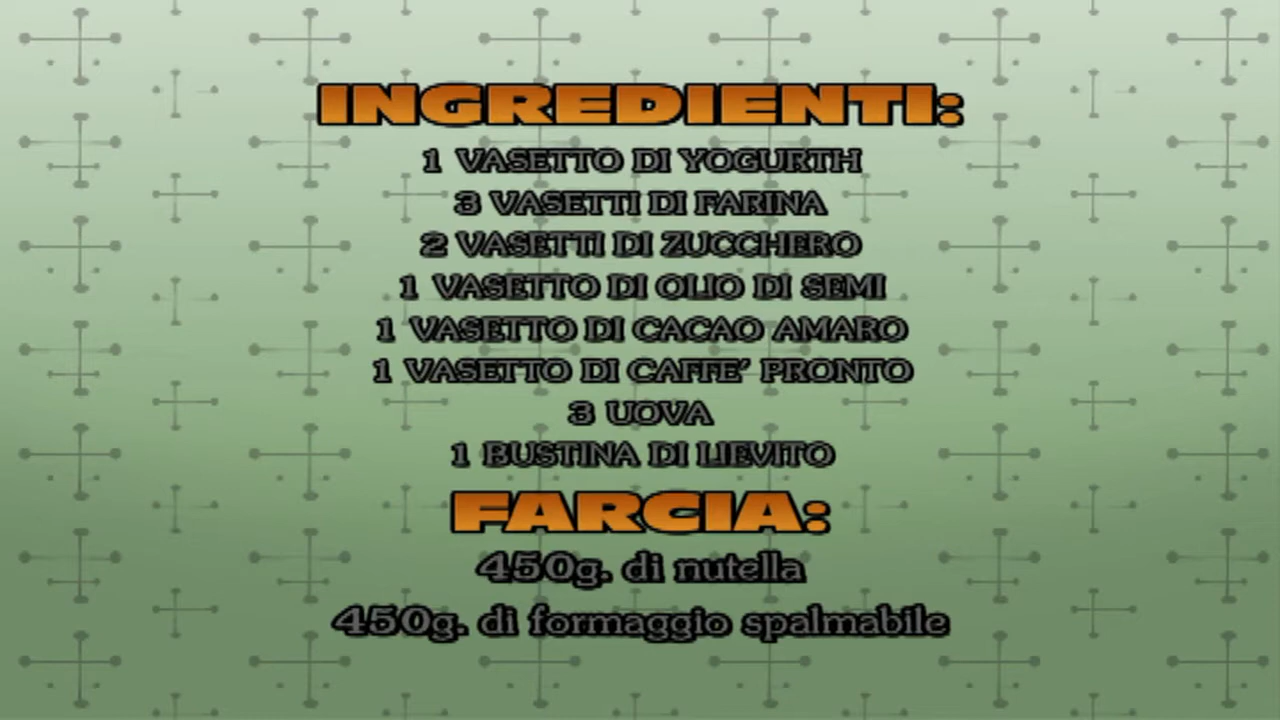 INGREDIENTI:
1 VASETTO DI YOGURTH
3 VASETTI DI FARINA
2 VASETTI DI ZUCCHERO
1 VASETTO DI OLIO DI SEMI
1 VASETTO DI CACAO AMARO
1 VASETTO DI CAFFE' PRONTO
3 UOVA
1 BUSTINA DI LIEVITO
FARCIA:
450g. di nutella
450g. di formaggio spalmabile